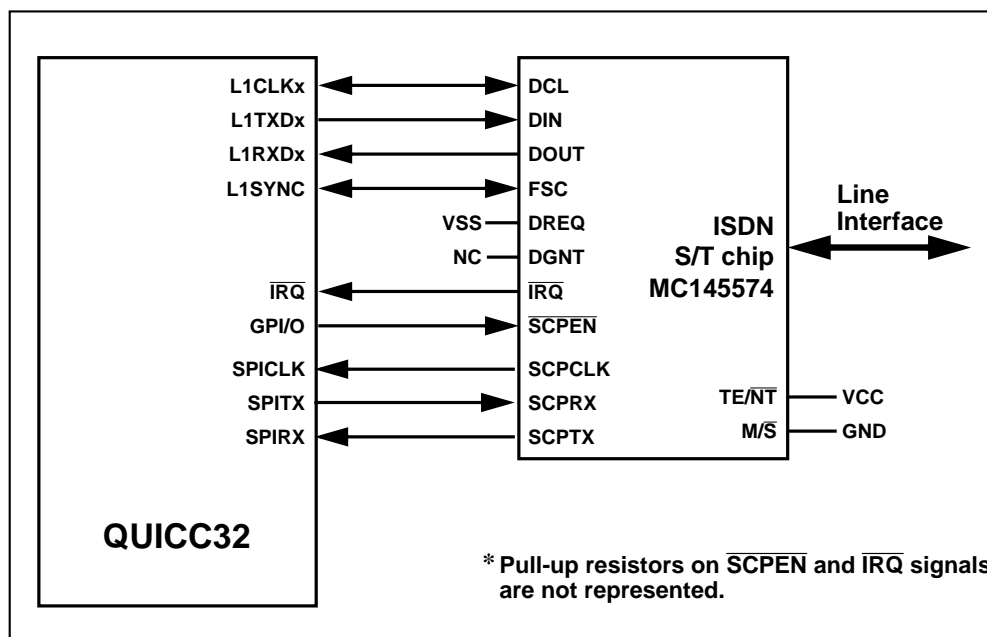 L1CLKx DCL
L1TXDx DIN
L1RXDx DOUT
L1SYNC FSC
VSS DREQ
NC DGNT
IRQ IRQ
GPI/O SCPEN
SPICLK SCPCLK
SPITX SCPRX
SPIRX SCPTX
QUICC32
ISDN
S/T chip
MC145574
Line
Interface
TE/NT VCC
M/S GND
* Pull-up resistors on SCPEN and IRQ signals
are not represented.